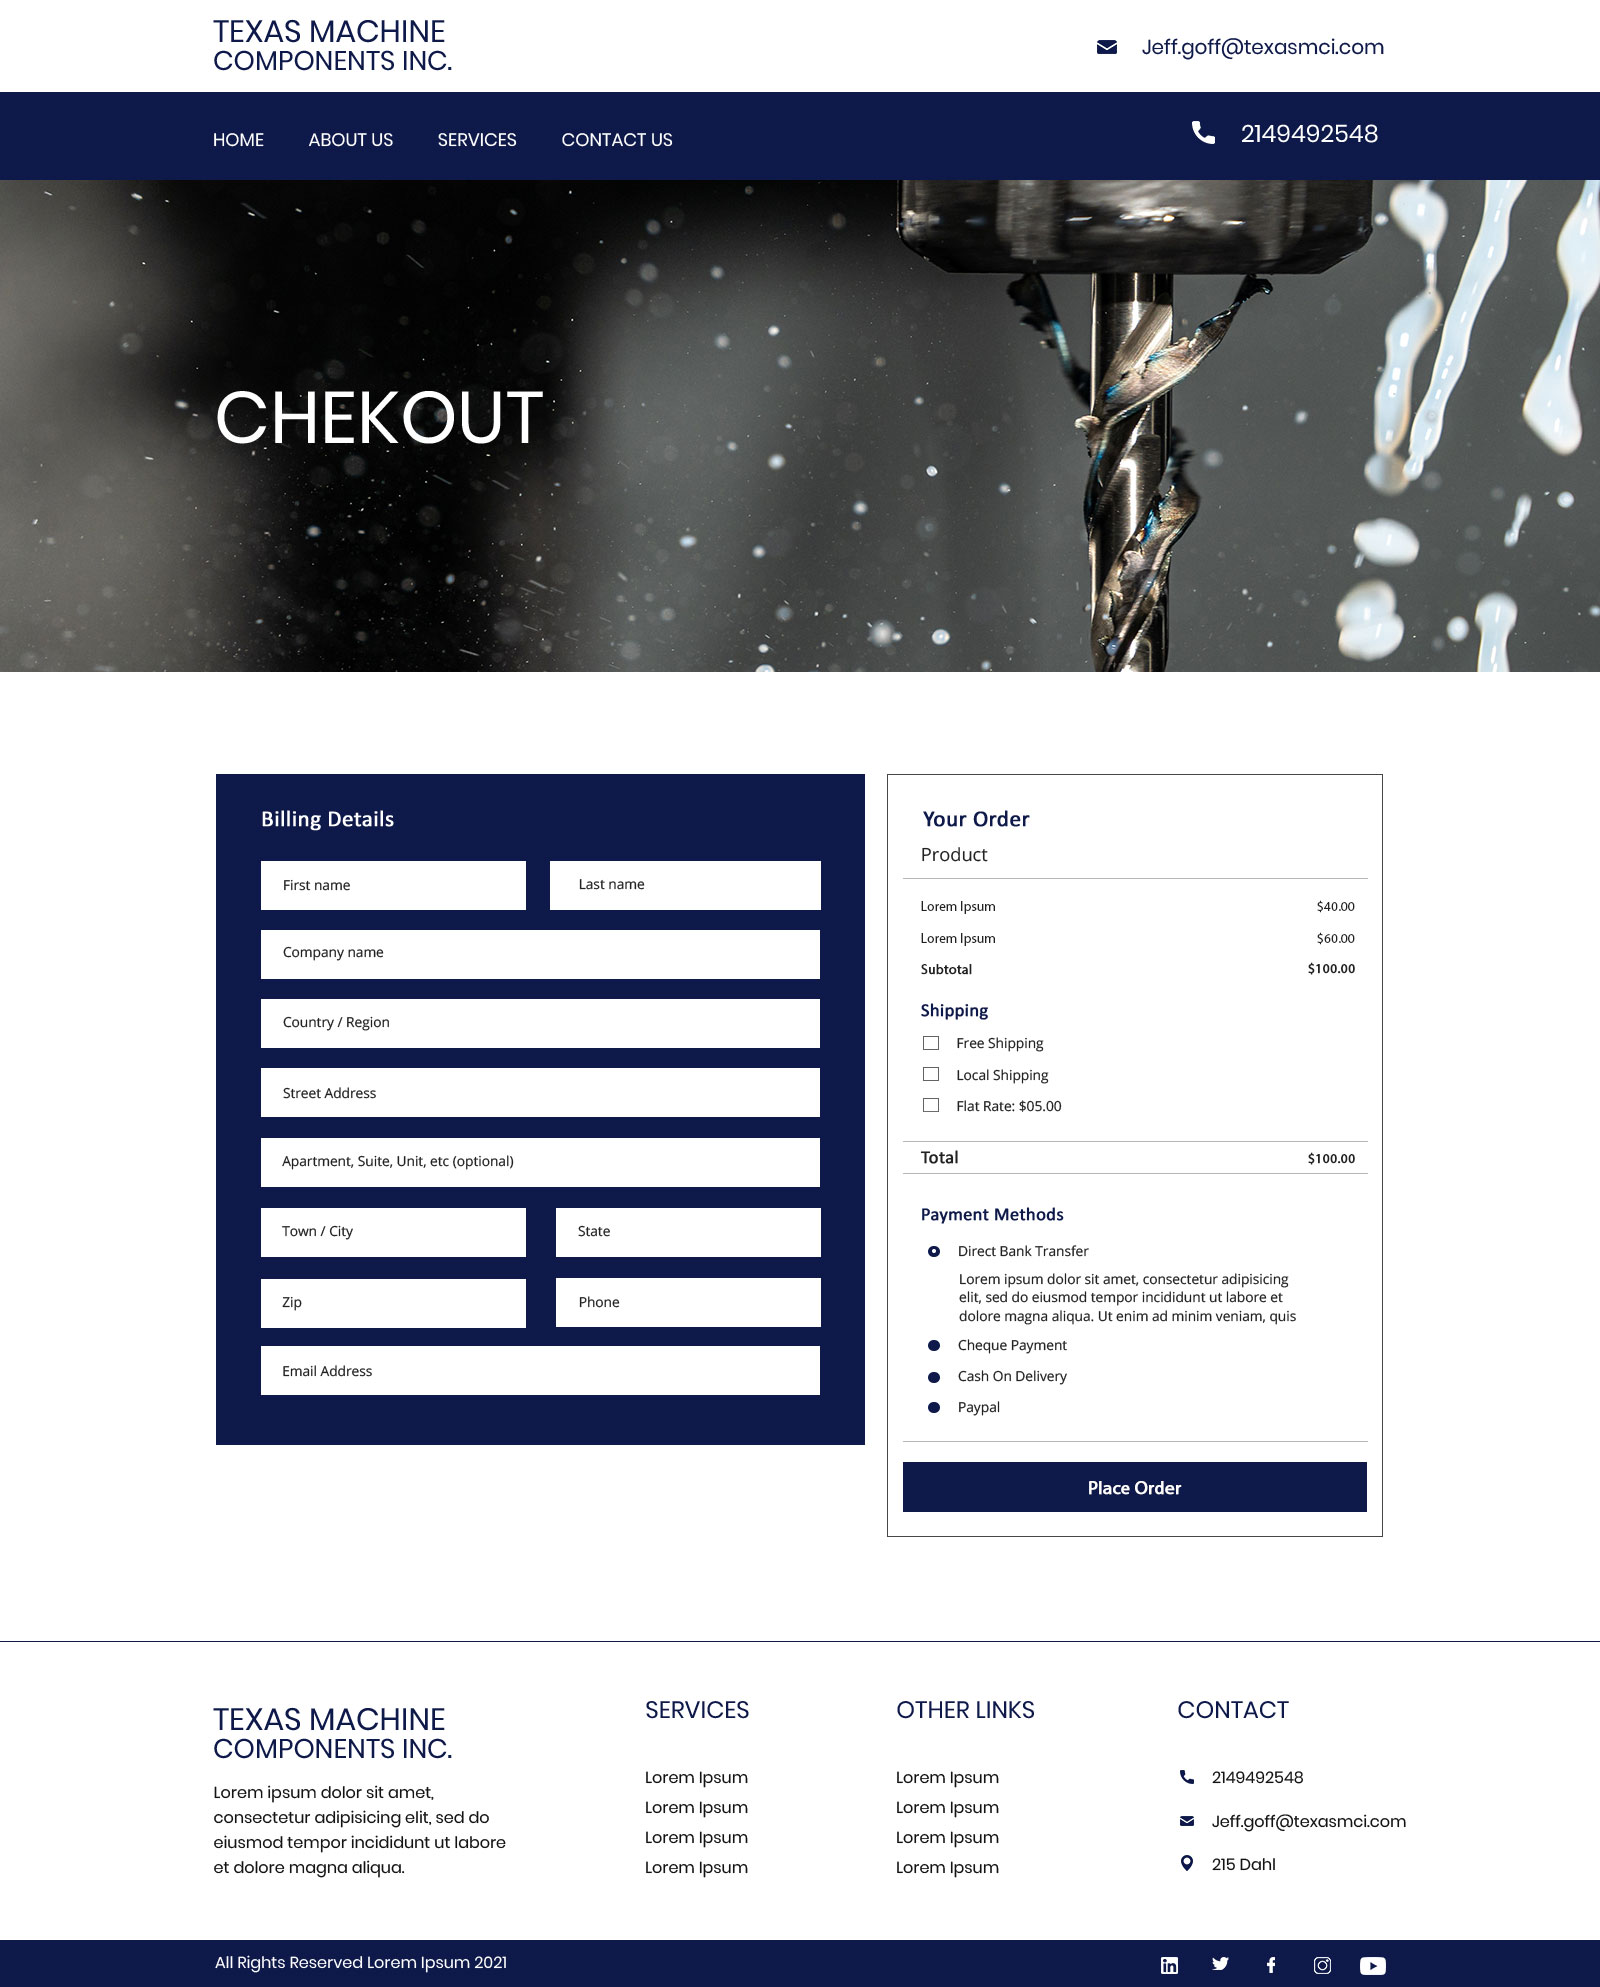 TEXAS MACHINE
COMPONENTS INC.
Jeff.goff@texasmci.com
HOME ABOUT US SERVICES CONTACT US
2149492548
CHEKOUT
Billing Details
First name
Last name
Company name
Country / Region
Street Address
Apartment, Suite, Unit, etc (optional)
Town / City
State
Zip
Phone
Email Address
Your Order
Product
Lorem Ipsum $40.00
Lorem Ipsum $60.00
Subtotal $100.00
Shipping
Free Shipping
Local Shipping
Flat Rate: $05.00
Total $100.00
Payment Methods
Direct Bank Transfer
Lorem ipsum dolor sit amet, consectetur adipisicing
elit, sed do eiusmod tempor incididunt ut labore et
dolore magna aliqua. Ut enim ad minim veniam, quis
Cheque Payment
Cash On Delivery
Paypal
Place Order
TEXAS MACHINE
COMPONENTS INC.
Lorem ipsum dolor sit amet,
consectetur adipisicing elit, sed do
eiusmod tempor incididunt ut labore
et dolore magna aliqua.
SERVICES
Lorem Ipsum
Lorem Ipsum
Lorem Ipsum
Lorem Ipsum
OTHER LINKS
Lorem Ipsum
Lorem Ipsum
Lorem Ipsum
Lorem Ipsum
CONTACT
2149492548
Jeff.goff@texasmci.com
215 Dahl
All Rights Reserved Lorem Ipsum 2021